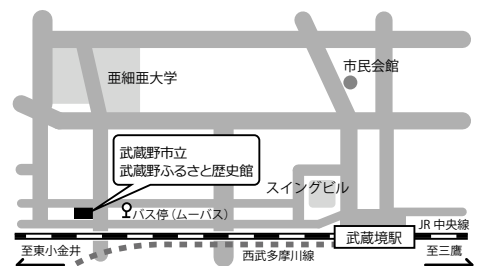 亜細亜大学
市民会館
武蔵野市立
武蔵野ふるさと歴史館
スイングビル
バス停（ムーバス）
JR中央線
武蔵境駅
至東小金井
西武多摩川線
至三鷹